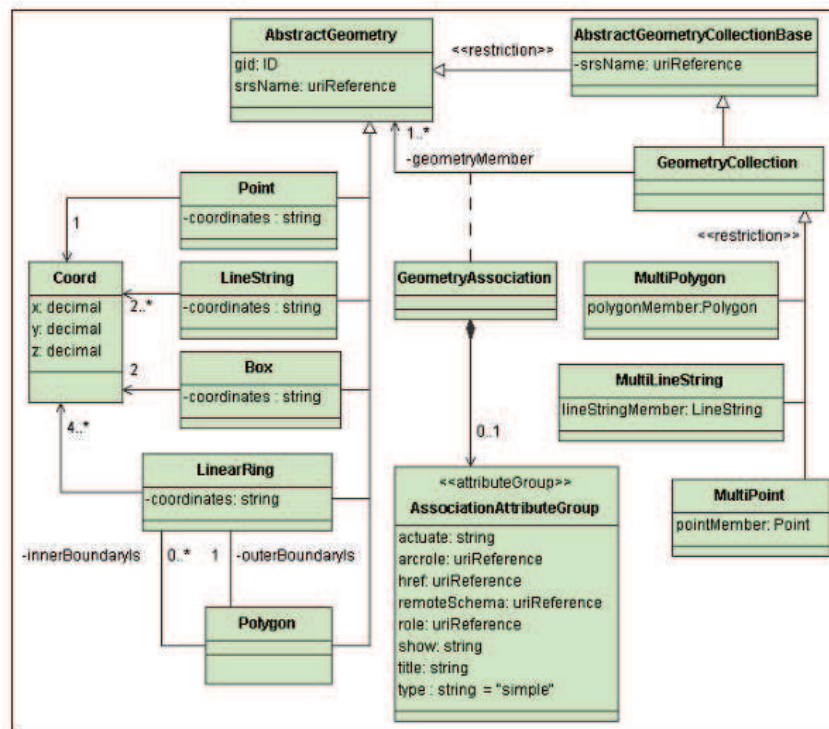 AbstractGeometry
gid: ID
srsName: uriReference
<<restriction>>
AbstractGeometryCollectionBase
-srsName: uriReference
1..*
-geometryMember
GeometryCollection
<<restriction>>
Point
-coordinates : string
1
Coord
x: decimal
y: decimal
z: decimal
LineString
-coordinates : string
2..*
Box
-coordinates : string
2
4..*
LinearRing
-coordinates: string
-innerBoundaryIs
0..*
1
-outerBoundaryIs
Polygon
GeometryAssociation
0..1
<<attributeGroup>>
AssociationAttributeGroup
actuate: string
arcrole: uriReference
href: uriReference
remoteSchema: uriReference
role: uriReference
show: string
title: string
type : string = "simple"
MultiPolygon
polygonMember:Polygon
MultiLineString
lineStringMember: LineString
MultiPoint
pointMember: Point